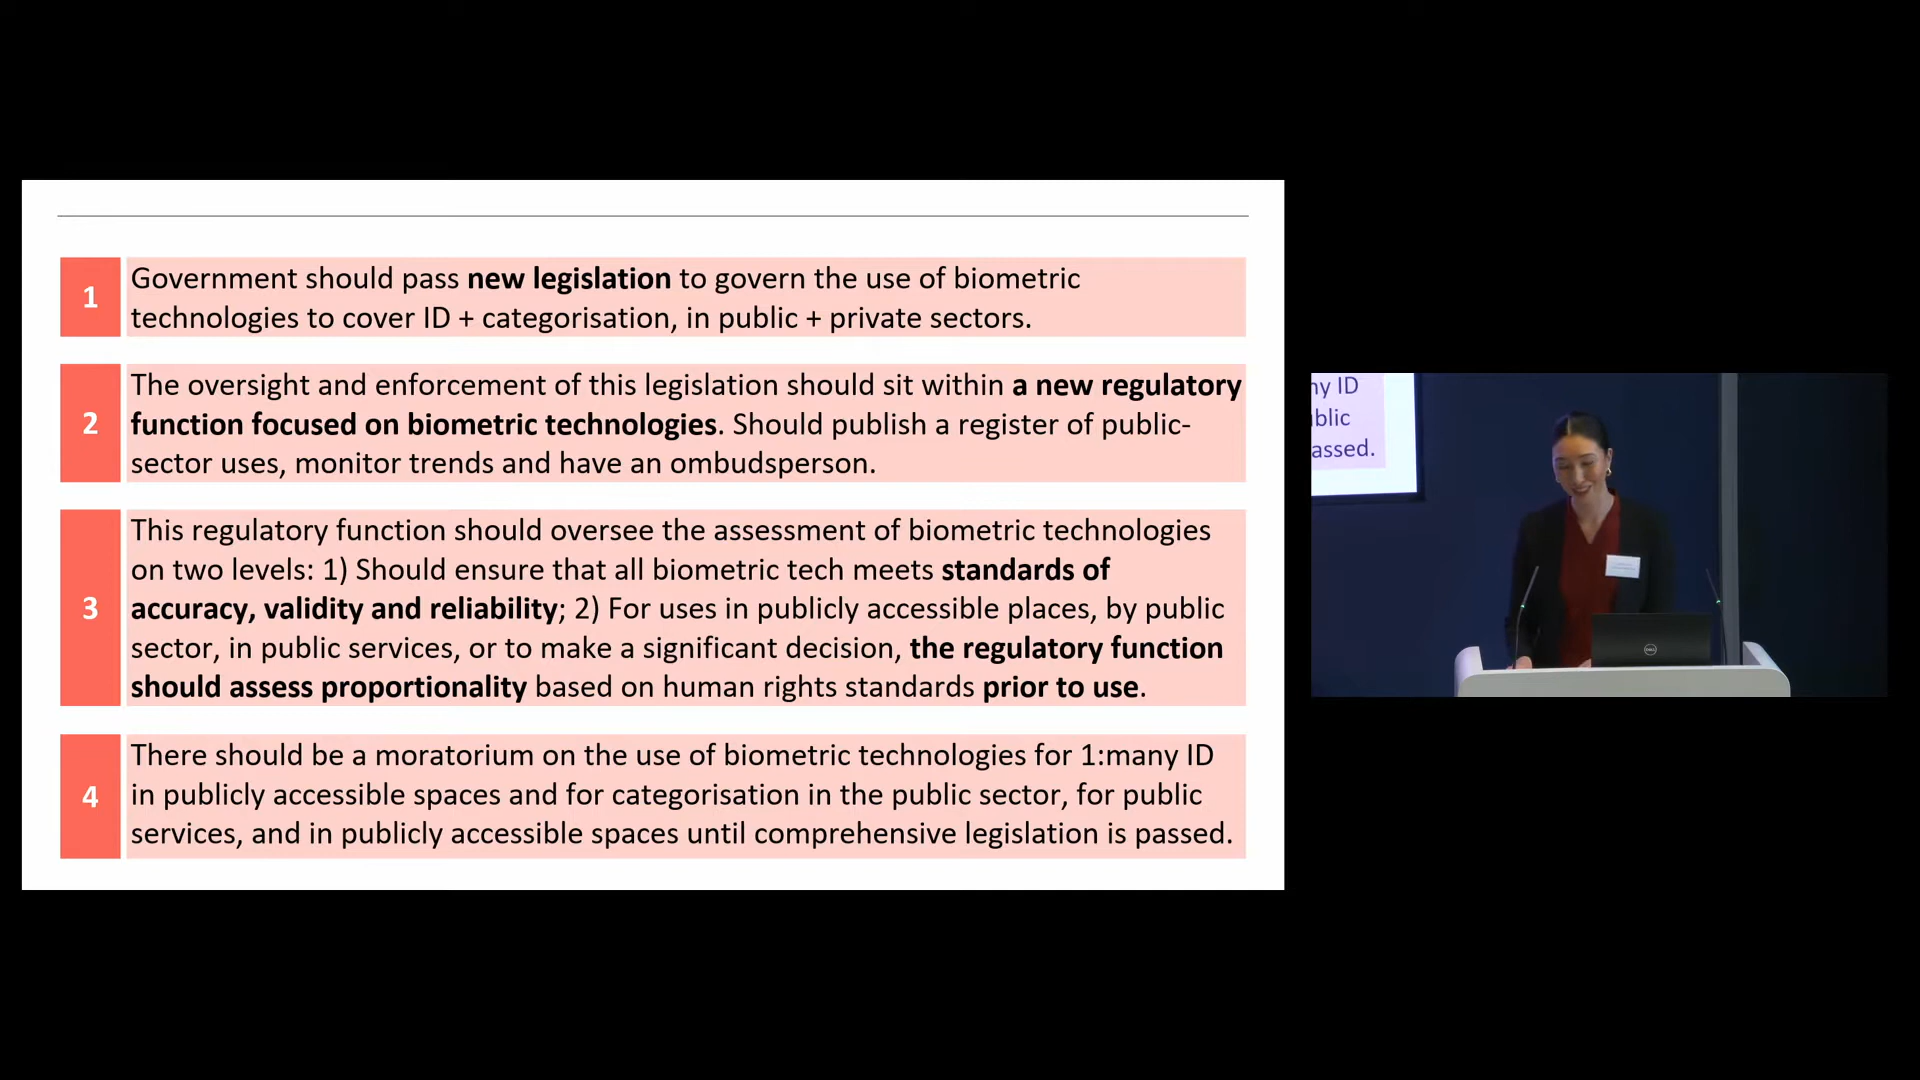 1
Government should pass new legislation to govern the use of biometric
technologies to cover ID + categorisation, in public + private sectors.
2
The oversight and enforcement of this legislation should sit within a new regulatory
function focused on biometric technologies. Should publish a register of public-
sector uses, monitor trends and have an ombudsperson.
3
This regulatory function should oversee the assessment of biometric technologies
on two levels: 1) Should ensure that all biometric tech meets standards of
accuracy, validity and reliability; 2) For uses in publicly accessible places, by public
sector, in public services, or to make a significant decision, the regulatory function
should assess proportionality based on human rights standards prior to use.
4
There should be a moratorium on the use of biometric technologies for 1:many ID
in publicly accessible spaces and for categorisation in the public sector, for public
services, and in publicly accessible spaces until comprehensive legislation is passed.
ny ID
blic
assed.
DELL